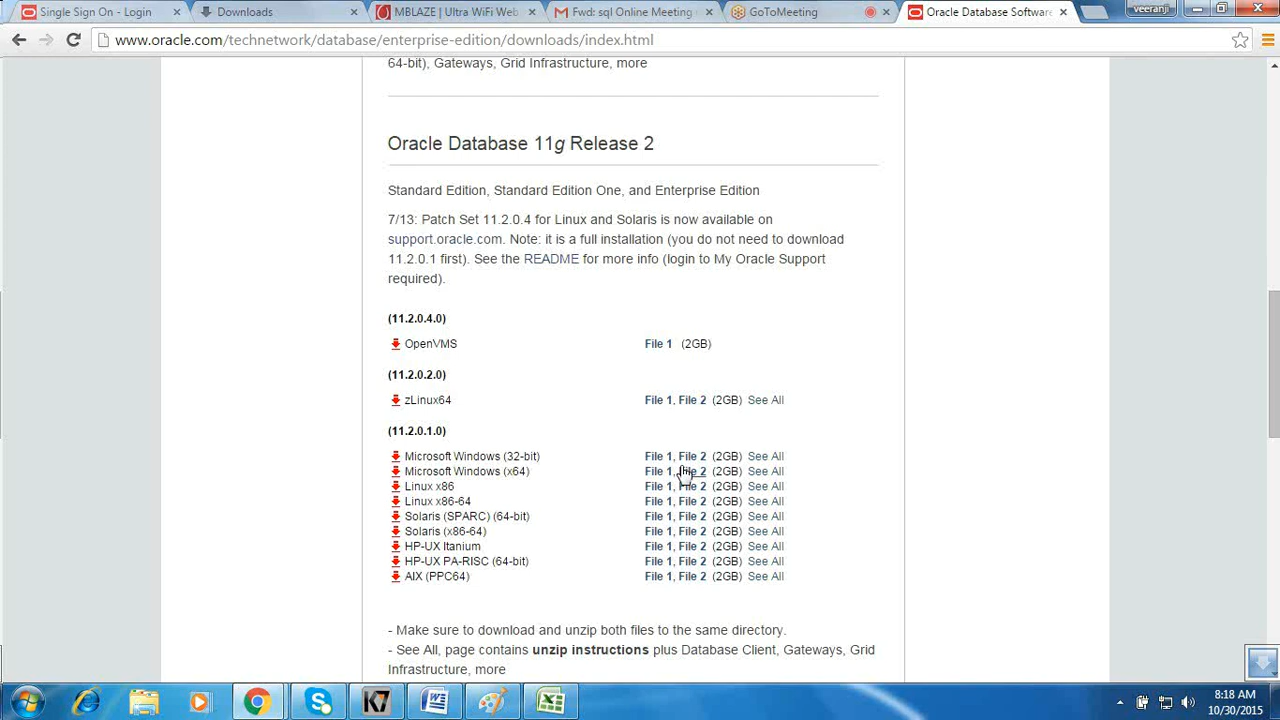 Single Sign On - Login
Downloads
MBLAZE | Ultra WiFi Web
Fwd: sql Online Meeting
GoToMeeting
Oracle Database Software
veeranji
www.oracle.com/technetwork/database/enterprise-edition/downloads/index.html
64-bit), Gateways, Grid Infrastructure, more
Oracle Database 11g Release 2
Standard Edition, Standard Edition One, and Enterprise Edition
7/13: Patch Set 11.2.0.4 for Linux and Solaris is now available on
support.oracle.com. Note: it is a full installation (you do not need to download
11.2.0.1 first). See the README for more info (login to My Oracle Support
required).
(11.2.0.4.0)
OpenVMS File 1 (2GB)
(11.2.0.2.0)
zLinux64 File 1, File 2 (2GB) See All
(11.2.0.1.0)
Microsoft Windows (32-bit) File 1, File 2 (2GB) See All
Microsoft Windows (x64) File 1, File 2 (2GB) See All
Linux x86 File 1, File 2 (2GB) See All
Linux x86-64 File 1, File 2 (2GB) See All
Solaris (SPARC) (64-bit) File 1, File 2 (2GB) See All
Solaris (x86-64) File 1, File 2 (2GB) See All
HP-UX Itanium File 1, File 2 (2GB) See All
HP-UX PA-RISC (64-bit) File 1, File 2 (2GB) See All
AIX (PPC64) File 1, File 2 (2GB) See All
- Make sure to download and unzip both files to the same directory.
- See All, page contains unzip instructions plus Database Client, Gateways, Grid
Infrastructure, more
8:18 AM
10/30/2015